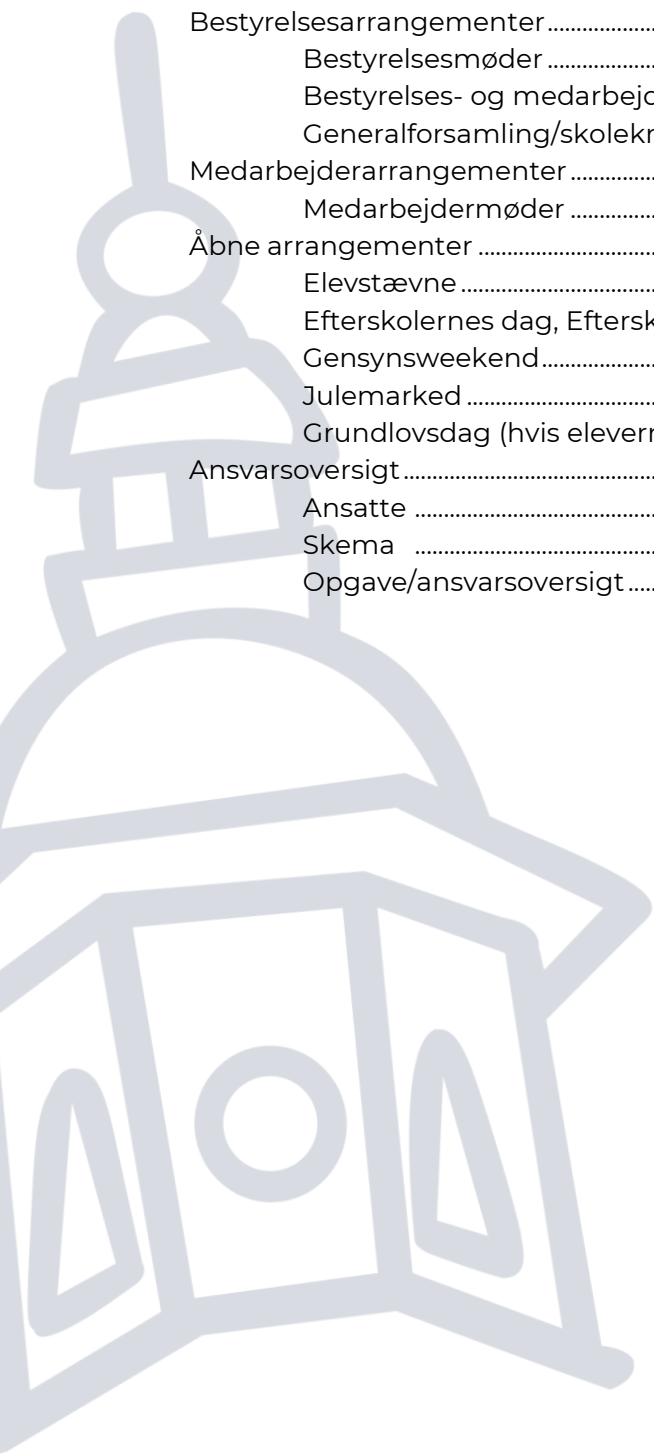 Bestyrelsesarrangementer
Bestyrelsesmøder
Bestyrelses- og
Generalforsamling/
Medarbejderarrangementer
Medarbejdermøder
Åbne arrangementer
Elevstævne
Efterskolernes dag,
Gensynsweekend
Julemarked
Grundlovsdag (hvis
Ansvarsoversigt
Ansatte
Skema
Opgave/ansvarsoversigt